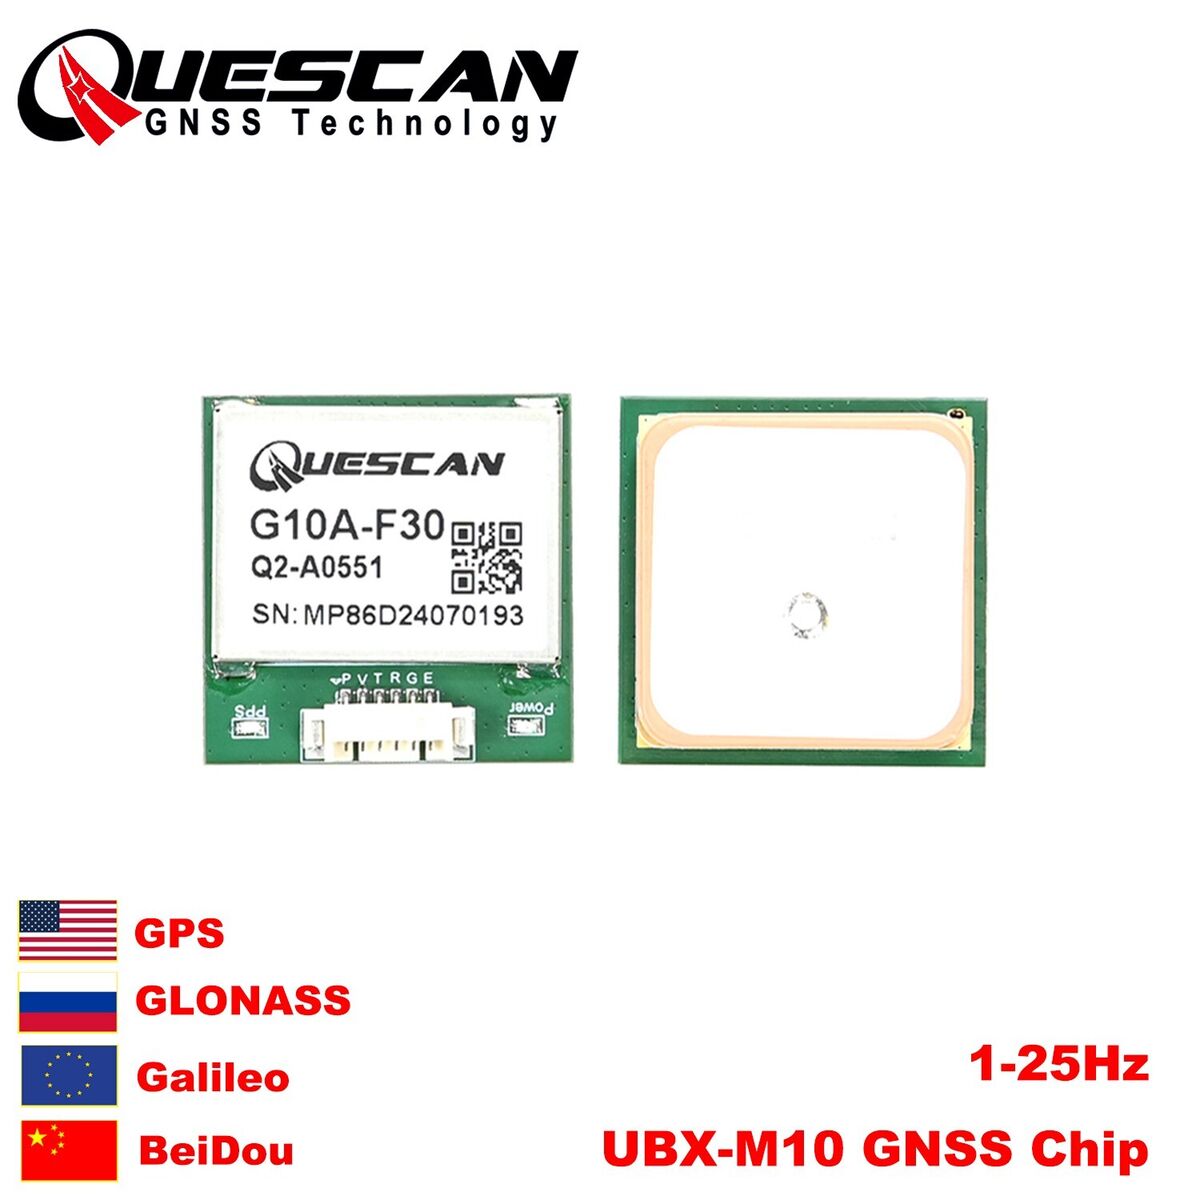 QUESCAN
GNSS Technology
QUESCAN
G10A-F30
Q2-A0551
SN: MP86D24070193
PVTRGE
PPS
Power
GPS
GLONASS
Galileo
BeiDou
1-25Hz
UBX-M10 GNSS Chip